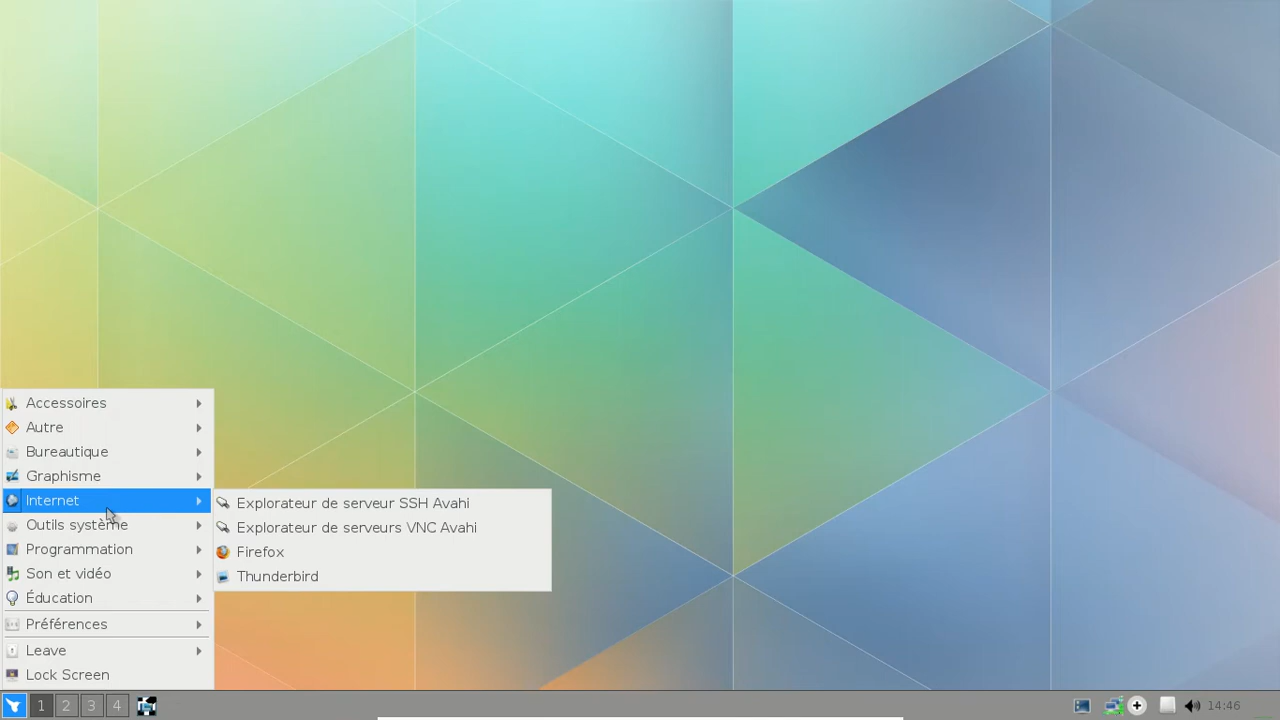 Accessoires
Autre
Bureautique
Graphisme
Internet
Outils système
Programmation
Son et vidéo
Éducation
Préférences
Leave
Lock Screen
Explorateur de serveur SSH Avahi
Explorateur de serveurs VNC Avahi
Firefox
Thunderbird
1 2 3 4
14:46